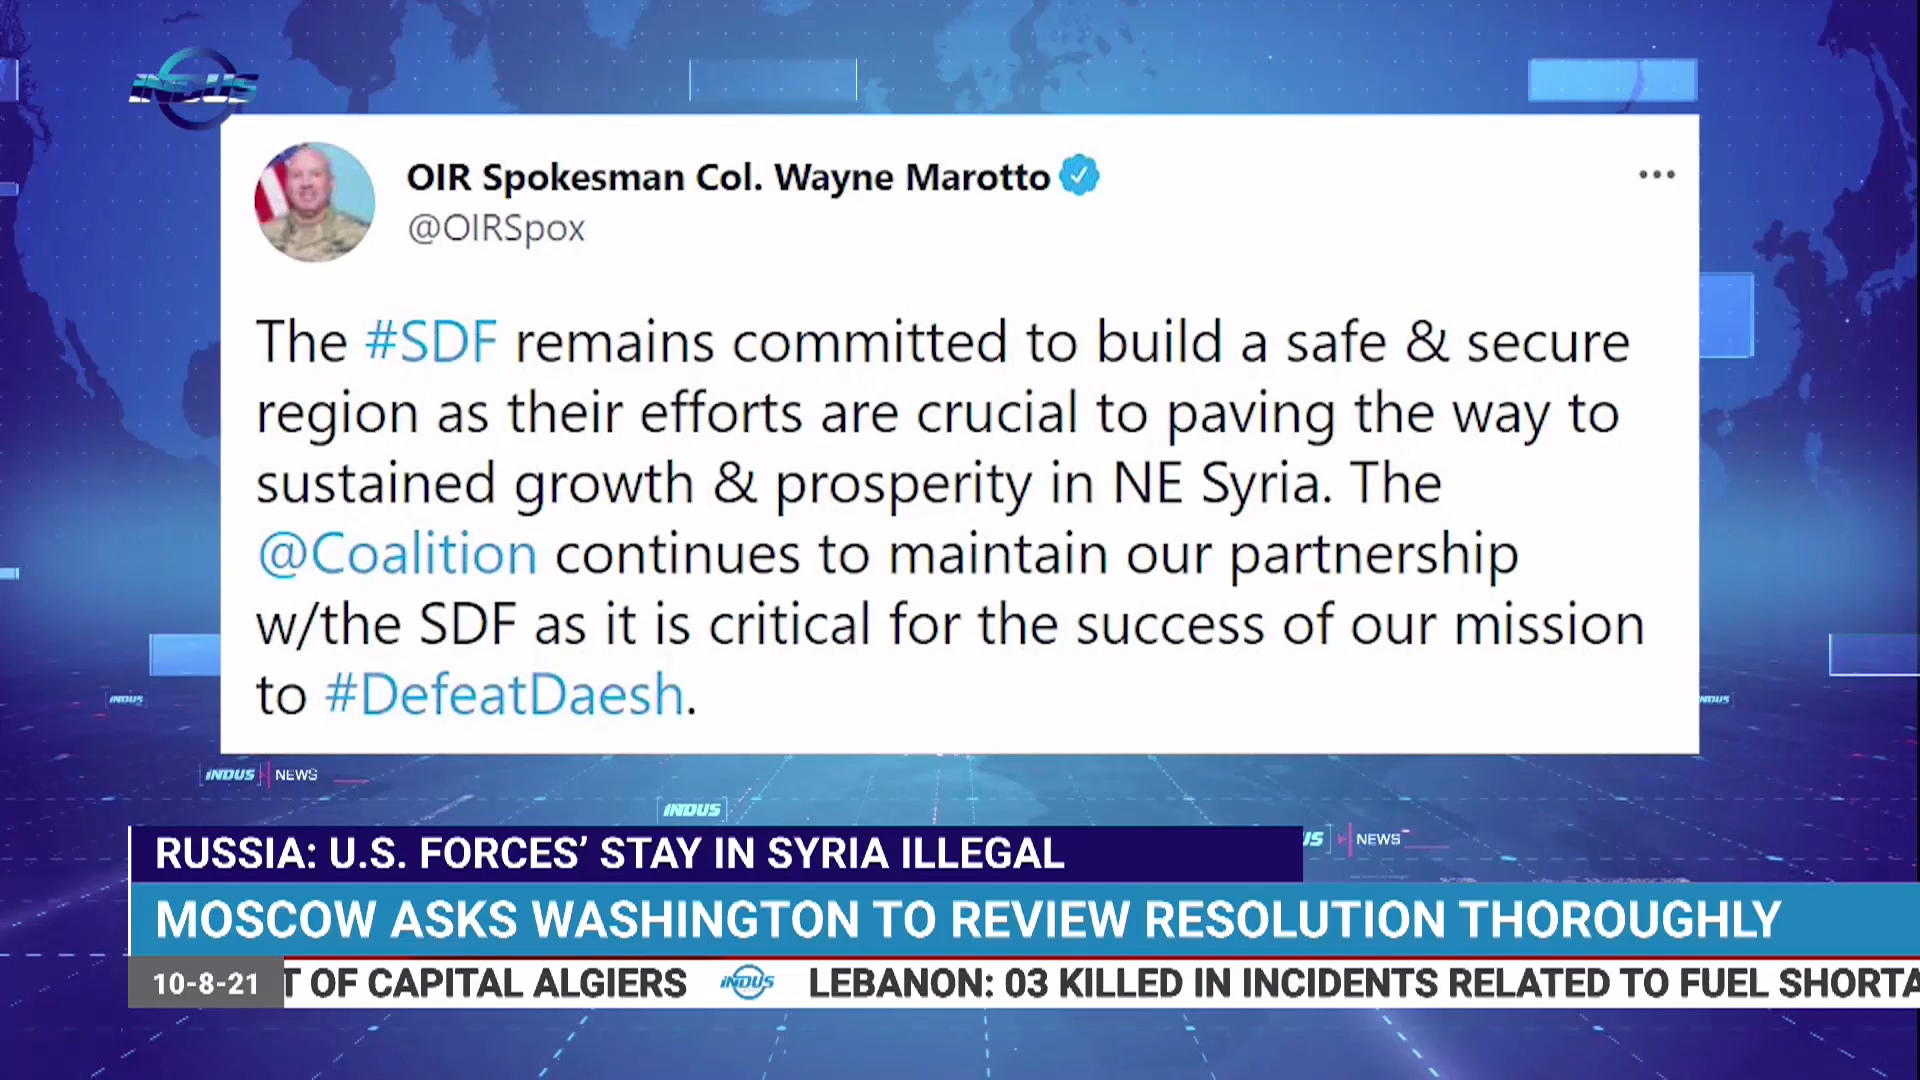 INDUS
OIR Spokesman Col. Wayne Marotto
@OIRSpox
The #SDF remains committed to build a safe & secure
region as their efforts are crucial to paving the way to
sustained growth & prosperity in NE Syria. The
@Coalition continues to maintain our partnership
w/the SDF as it is critical for the success of our mission
to #DefeatDaesh.
INDUS
INDUS
INDUS NEWS
INDUS
US NEWS
RUSSIA: U.S. FORCES’ STAY IN SYRIA ILLEGAL
MOSCOW ASKS WASHINGTON TO REVIEW RESOLUTION THOROUGHLY
10-8-21 T OF CAPITAL ALGIERS INDUS LEBANON: 03 KILLED IN INCIDENTS RELATED TO FUEL SHORTA